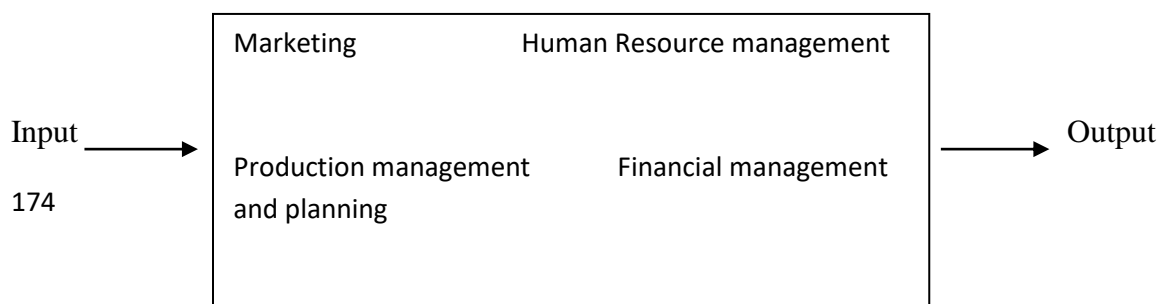 Marketing Human Resource management
Input
Output
Production management Financial management
and planning
174